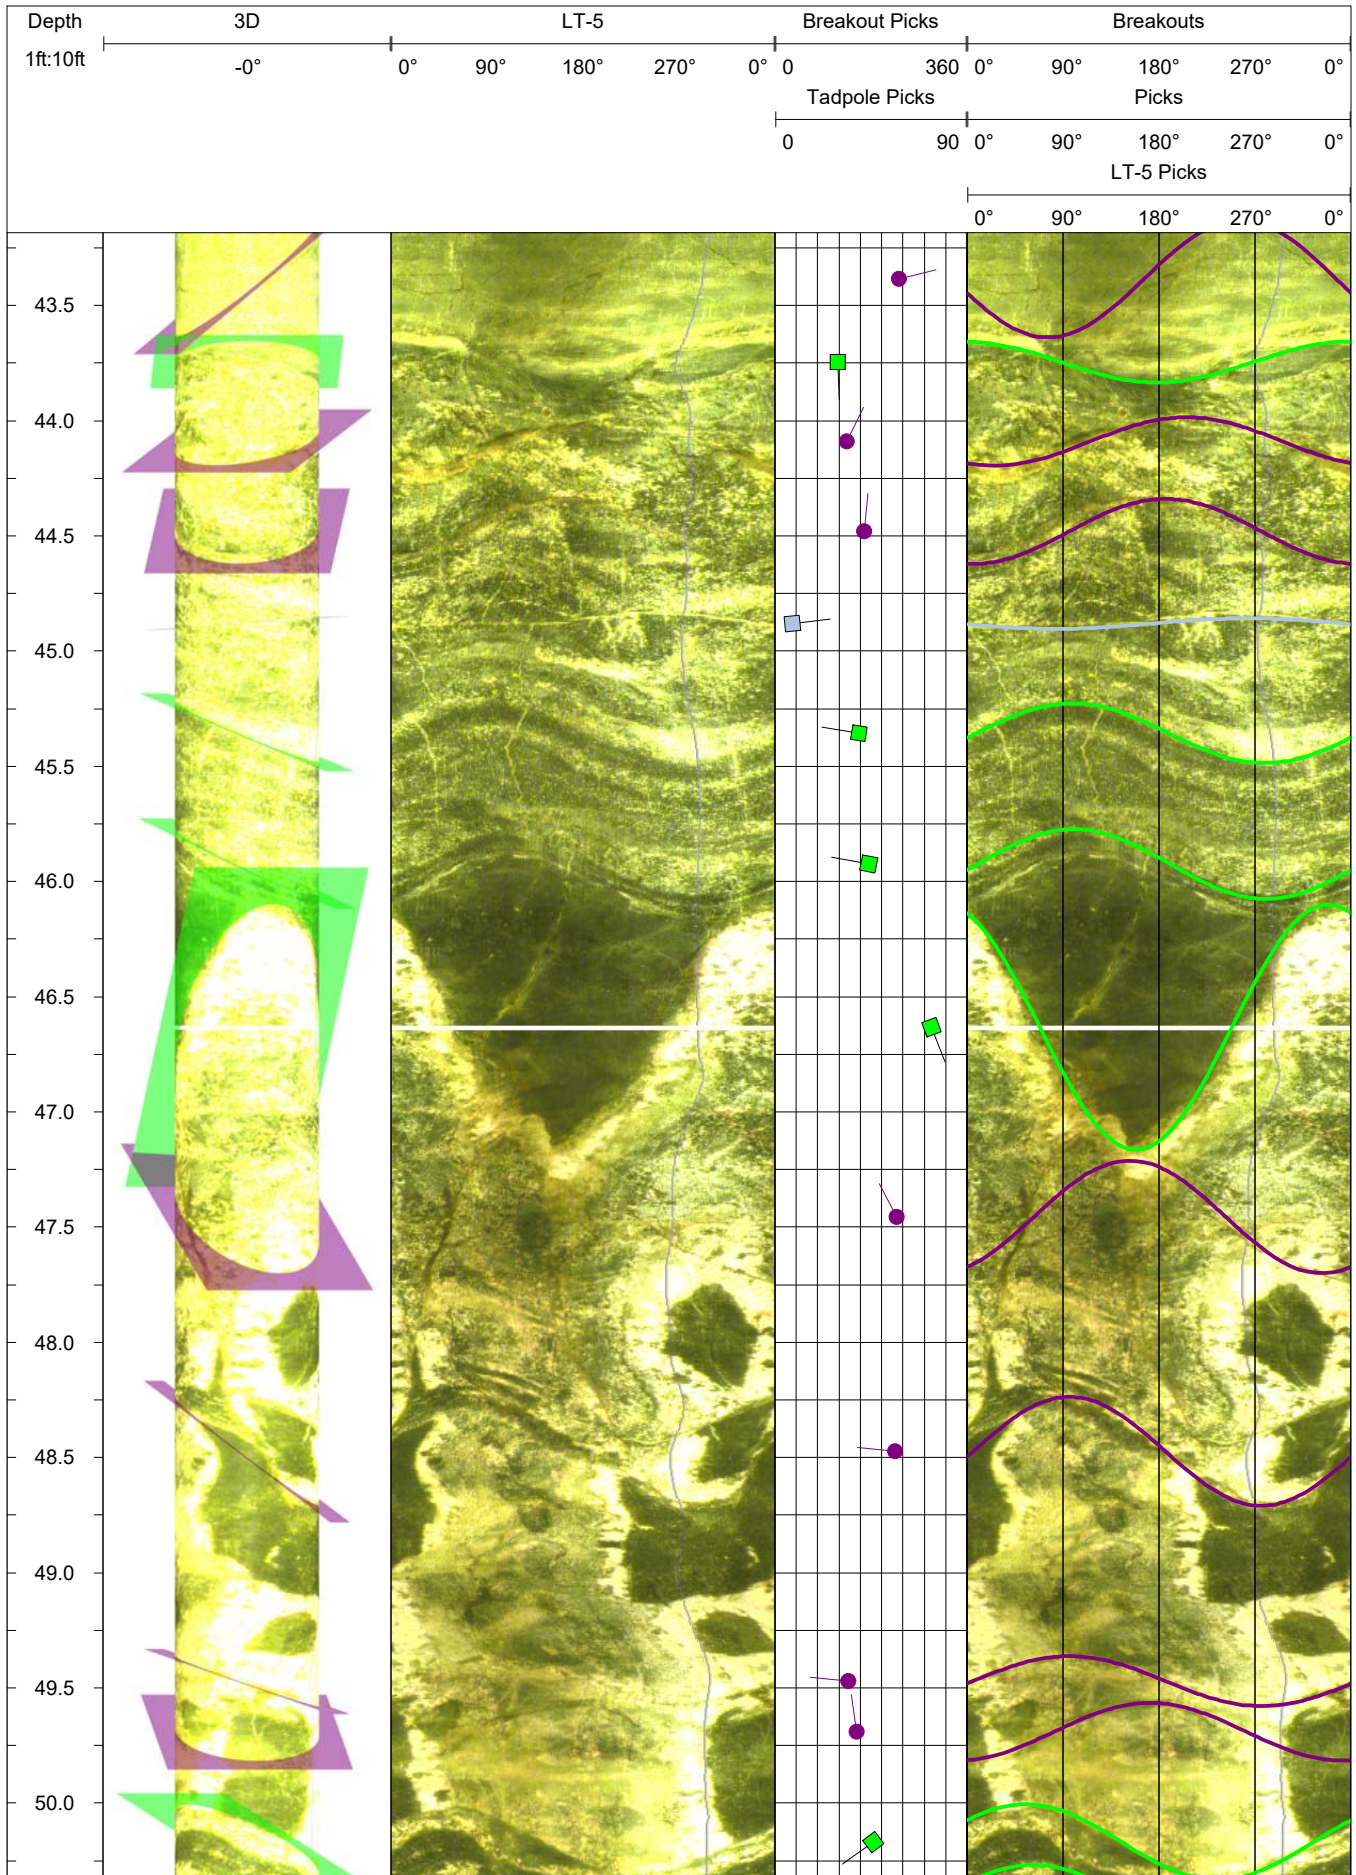 Depth 3D LT-5 Breakout Picks Breakouts
1ft:10ft -0° 0° 90° 180° 270° 0° 0 360 0° 90° 180° 270° 0°
Tadpole Picks Picks
0 90 0° 90° 180° 270° 0°
LT-5 Picks
0° 90° 180° 270° 0°
43.5
44.0
44.5
45.0
45.5
46.0
46.5
47.0
47.5
48.0
48.5
49.0
49.5
50.0